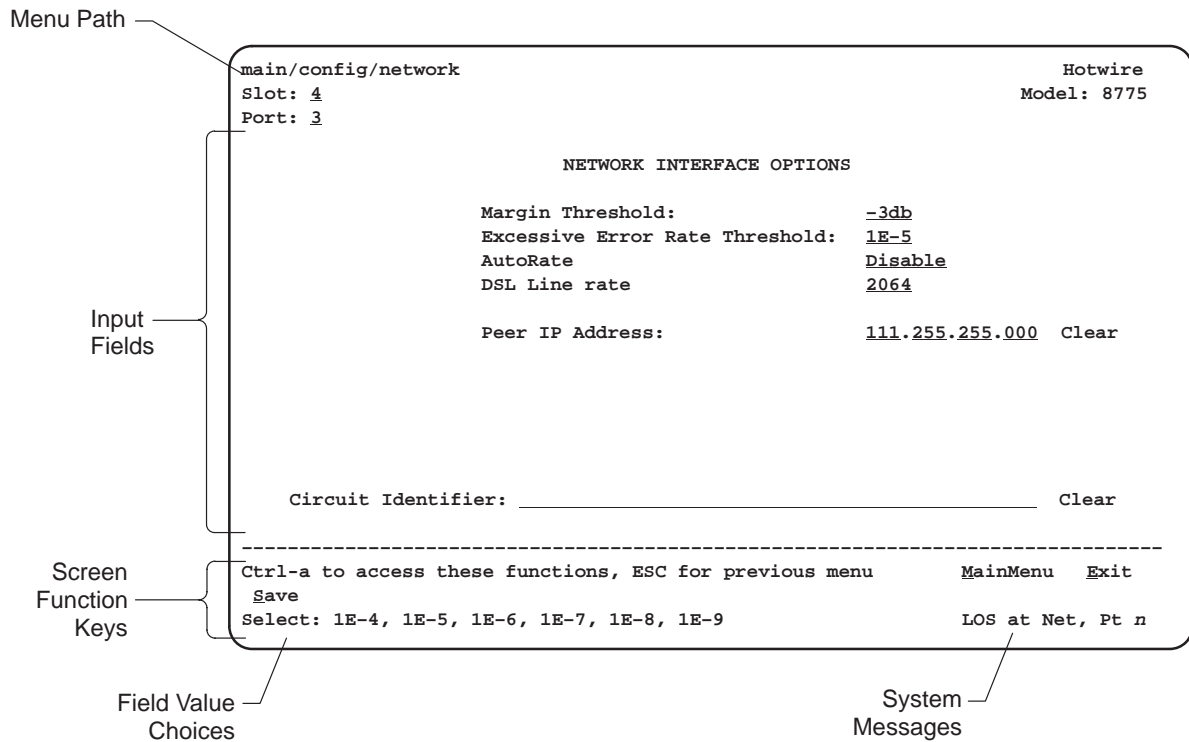 Menu Path
main/config/network Hotwire
Slot: 4 Model: 8775
Port: 3
NETWORK INTERFACE OPTIONS
Margin Threshold: –3db
Excessive Error Rate Threshold: 1E–5
AutoRate Disable
DSL Line rate 2064
Input
Fields
Peer IP Address: 111.255.255.000 Clear
Circuit Identifier: Clear
Screen
Function
Keys
Ctrl-a to access these functions, ESC for previous menu MainMenu Exit
Save
Select: 1E–4, 1E–5, 1E–6, 1E–7, 1E–8, 1E–9 LOS at Net, Pt n
Field Value
Choices
System
Messages